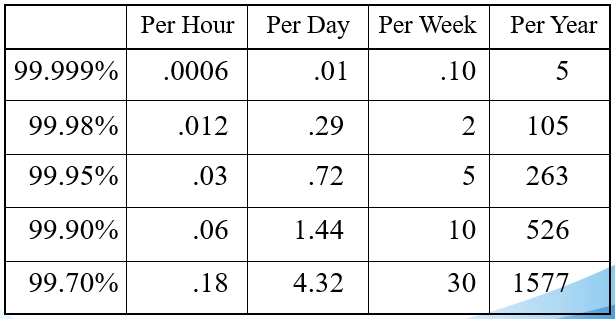 Per Hour Per Day Per Week Per Year
99.999% .0006 .01 .10 5
99.98% .012 .29 2 105
99.95% .03 .72 5 263
99.90% .06 1.44 10 526
99.70% .18 4.32 30 1577